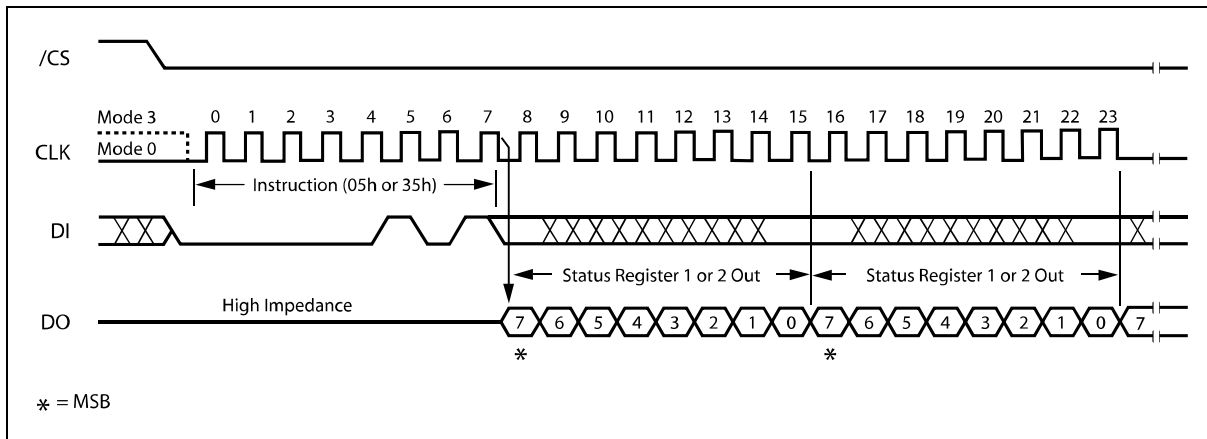 /CS
Mode 3
0 1 2 3 4 5 6 7 8 9 10 11 12 13 14 15 16 17 18 19 20 21 22 23
CLK
Mode 0
Instruction (05h or 35h)
DI
Status Register 1 or 2 Out
Status Register 1 or 2 Out
High Impedance
DO
7 6 5 4 3 2 1 0 7 6 5 4 3 2 1 0 7
* *
* = MSB